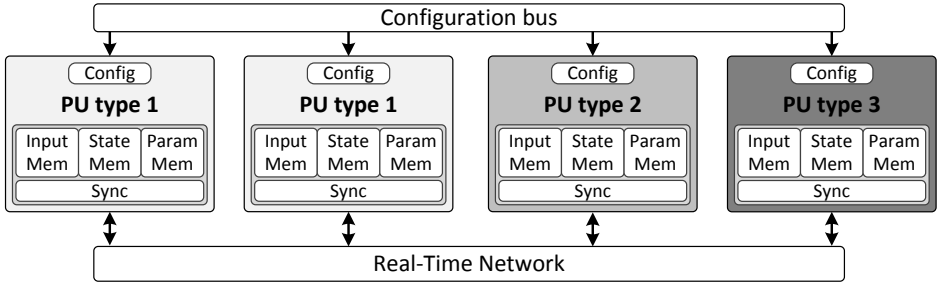 Configuration bus
Config Config Config Config
PU type 1 PU type 1 PU type 2 PU type 3
Input State Param Input State Param Input State Param Input State Param
Mem Mem Mem Mem Mem Mem Mem Mem Mem Mem Mem Mem
Sync Sync Sync Sync
Real-Time Network